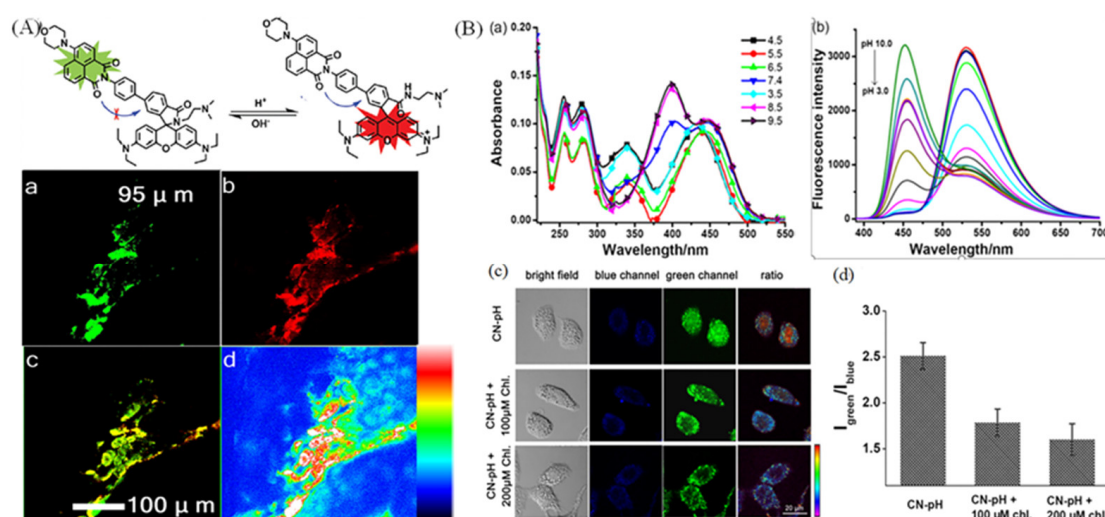 (A)
O
N
O
N
O
N
O
N
N
O
N
H⁺
OH⁻
O
N
O
N
O
O
H
N
N
N
O
N⁺
a
95 μ m
b
c
100 μ m
d
(B)
(a)
4.5
5.5
6.5
7.4
3.5
8.5
9.5
Absorbance
0.20
0.15
0.10
0.05
0.00
250 300 350 400 450 500 550
Wavelength/nm
(b)
pH 10.0
pH 3.0
Fluorescence intensity
3000
2000
1000
0
400 450 500 550 600 700
Wavelength/nm
(c)
bright field blue channel green channel ratio
CN-pH
CN-pH + 100μM Chl.
CN-pH + 200μM Chl.
20 μm
(d)
I green/I blue
3.0
2.5
2.0
1.5
CN-pH
CN-pH + 100 μM chl.
CN-pH + 200 μM chl.